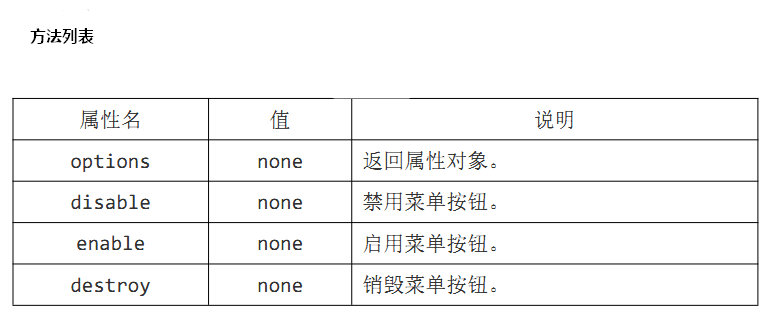 方法列表
属性名 值 说明
options none 返回属性对象。
disable none 禁用菜单按钮。
enable none 启用菜单按钮。
destroy none 销毁菜单按钮。